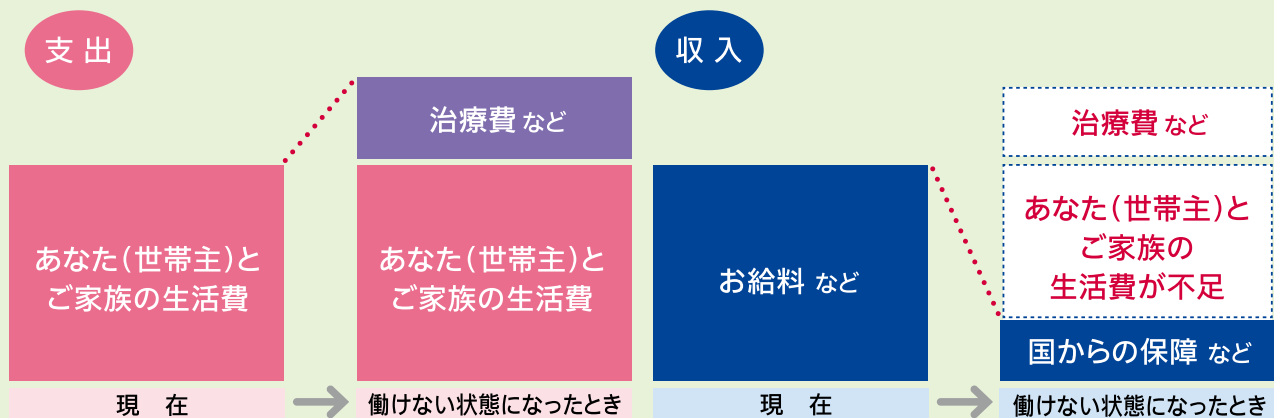 支出
治療費 など
あなた（世帯主）と
ご家族の生活費
あなた（世帯主）と
ご家族の生活費
現 在
働けない状態になったとき
収入
お給料 など
治療費 など
あなた（世帯主）と
ご家族の
生活費が不足
国からの保障 など
現 在
働けない状態になったとき